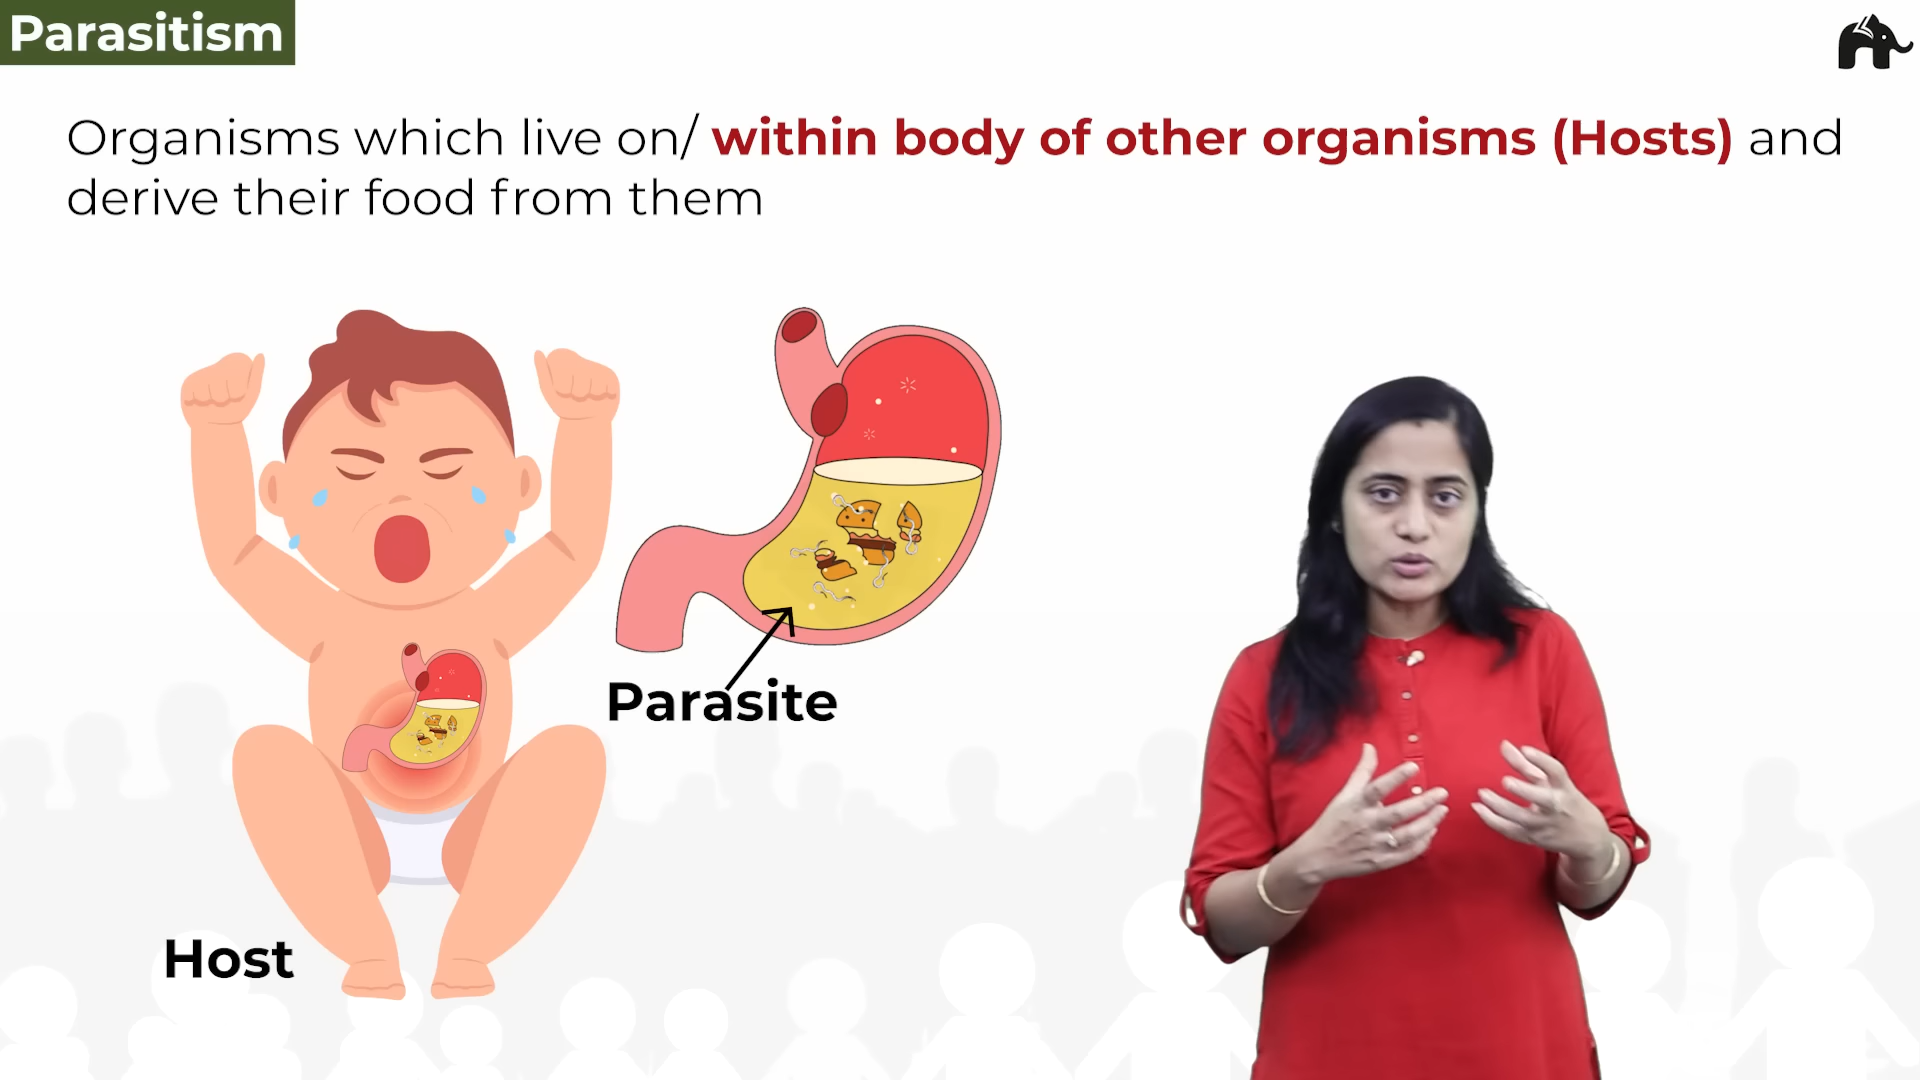 Parasitism
Organisms which live on/ within body of other organisms (Hosts) and
derive their food from them
Parasite
Host